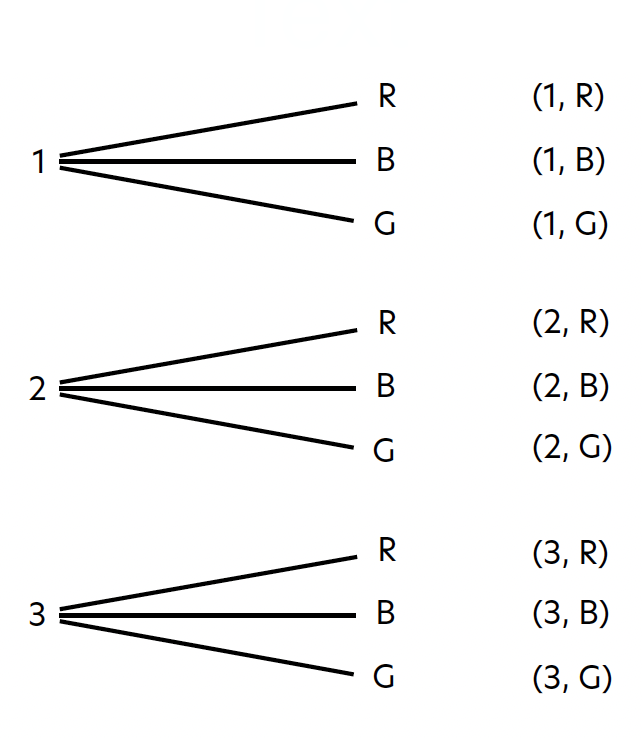 R (1, R)
1 B (1, B)
G (1, G)
R (2, R)
2 B (2, B)
G (2, G)
R (3, R)
3 B (3, B)
G (3, G)